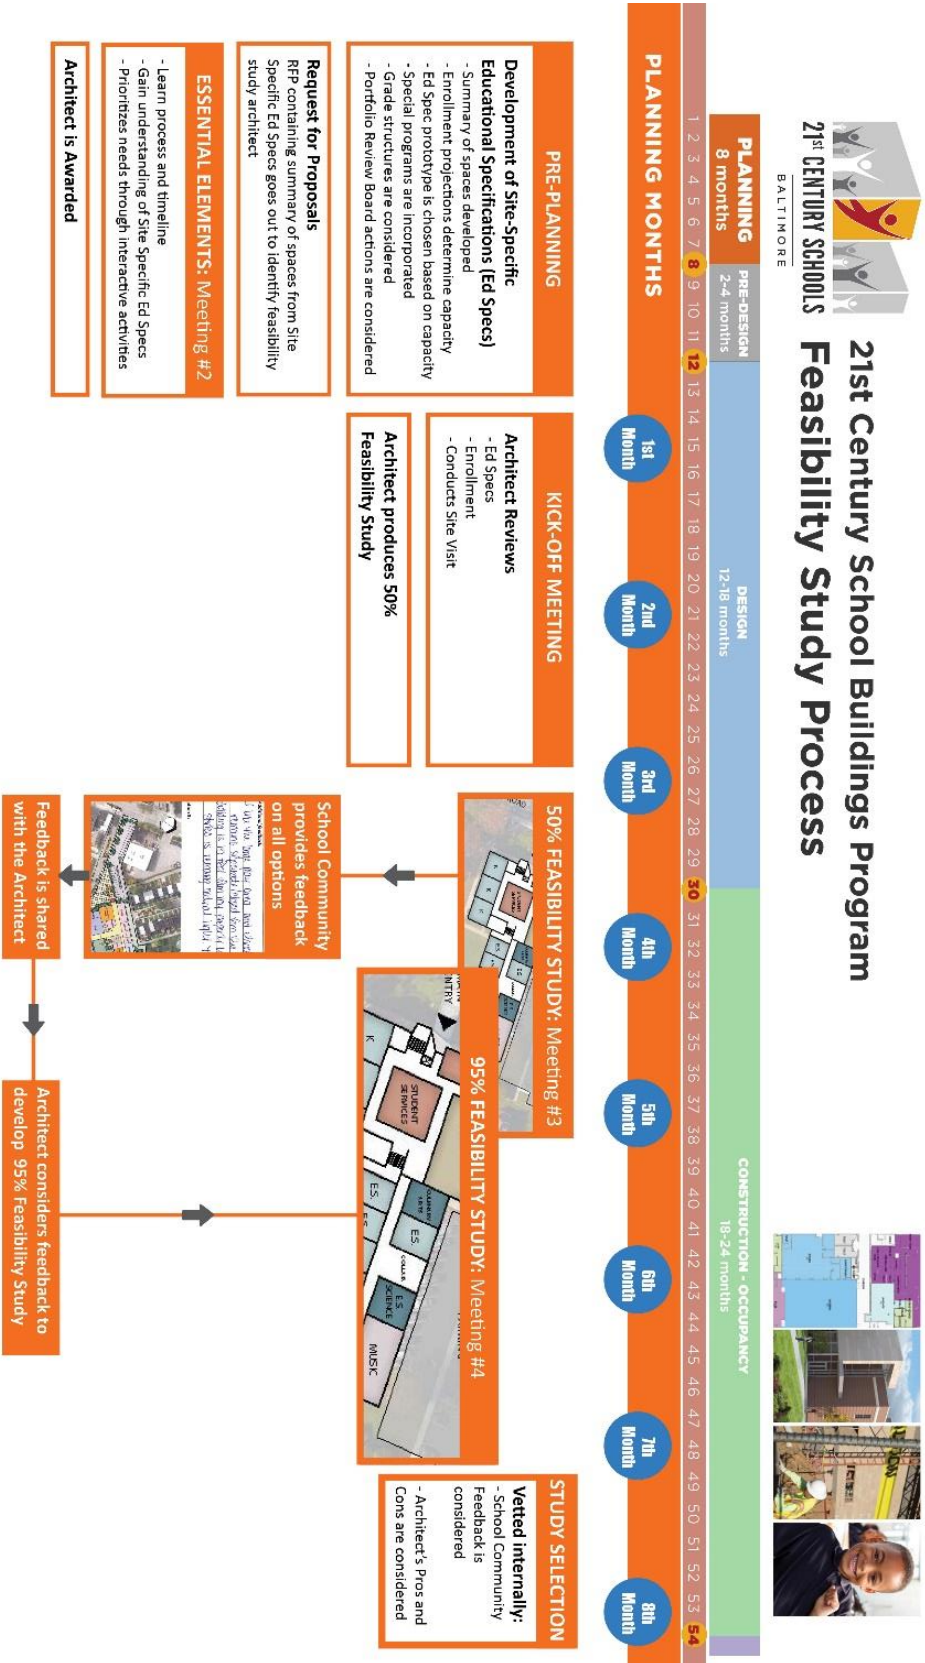 21st CENTURY SCHOOLS
BALTIMORE
21st Century School Buildings Program
Feasibility Study Process
PLANNING
8 months
PRE-DESIGN
2-4 months
DESIGN
12-18 months
CONSTRUCTION - OCCUPANCY
18-24 months
1 2 3 4 5 6 7 8 9 10 11 12 13 14 15 16 17 18 19 20 21 22 23 24 25 26 27 28 29 30 31 32 33 34 35 36 37 38 39 40 41 42 43 44 45 46 47 48 49 50 51 52 53 54
PLANNING MONTHS
1st
Month
2nd
Month
3rd
Month
4th
Month
5th
Month
6th
Month
7th
Month
8th
Month
PRE-PLANNING
Development of Site-Specific
Educational Specifications (Ed Specs)
- Summary of spaces developed
- Enrollment projections determine capacity
- Ed Spec prototype is chosen based on capacity
- Special programs are incorporated
- Grade structures are considered
- Portfolio Review Board actions are considered
Request for Proposals
RFP containing summary of spaces from Site
Specific Ed Specs goes out to identify feasibility
study architect
ESSENTIAL ELEMENTS: Meeting #2
- Learn process and timeline
- Gain understanding of Site Specific Ed Specs
- Prioritizes needs through interactive activities
Architect is Awarded
KICK-OFF MEETING
Architect Reviews
- Ed Specs
- Enrollment
- Conducts Site Visit
Architect produces 50%
Feasibility Study
50% FEASIBILITY STUDY: Meeting #3
School Community
provides feedback
on all options
Feedback is shared
with the Architect
Architect considers feedback to
develop 95% Feasibility Study
95% FEASIBILITY STUDY: Meeting #4
NTRY
K
STUDENT
SERVICES
E.S.
E.S.
COLLAB.
E.S.
SCIENCE
MUSIC
STUDY SELECTION
Vetted internally:
- School Community
Feedback is
considered
- Architect's Pros and
Cons are considered